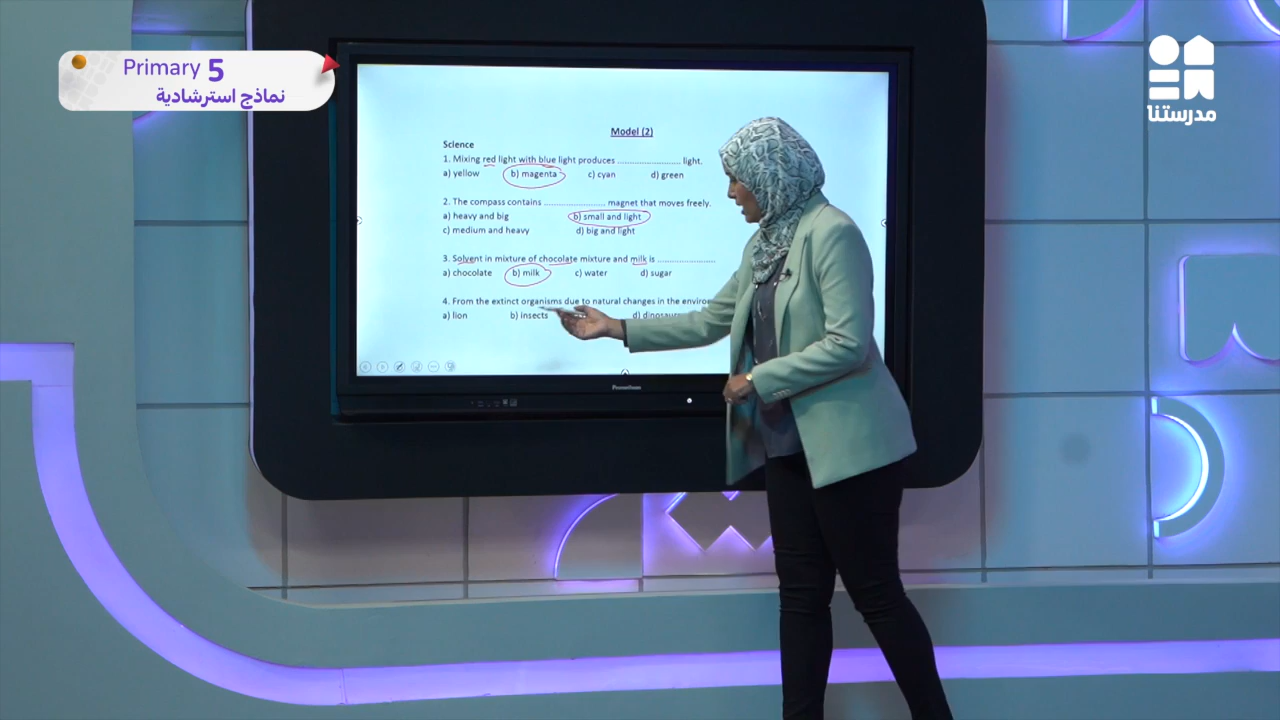 Primary 5
نماذج استرشادية
مدرستنا
Model (2)
Science
1. Mixing red light with blue light produces ........................... light.
a) yellow b) magenta c) cyan d) green
2. The compass contains .......................... magnet that moves freely.
a) heavy and big b) small and light
c) medium and heavy d) big and light
3. Solvent in mixture of chocolate mixture and milk is .........................
a) chocolate b) milk c) water d) sugar
4. From the extinct organisms due to natural changes in the
a) lion b) insects d)
Promethean